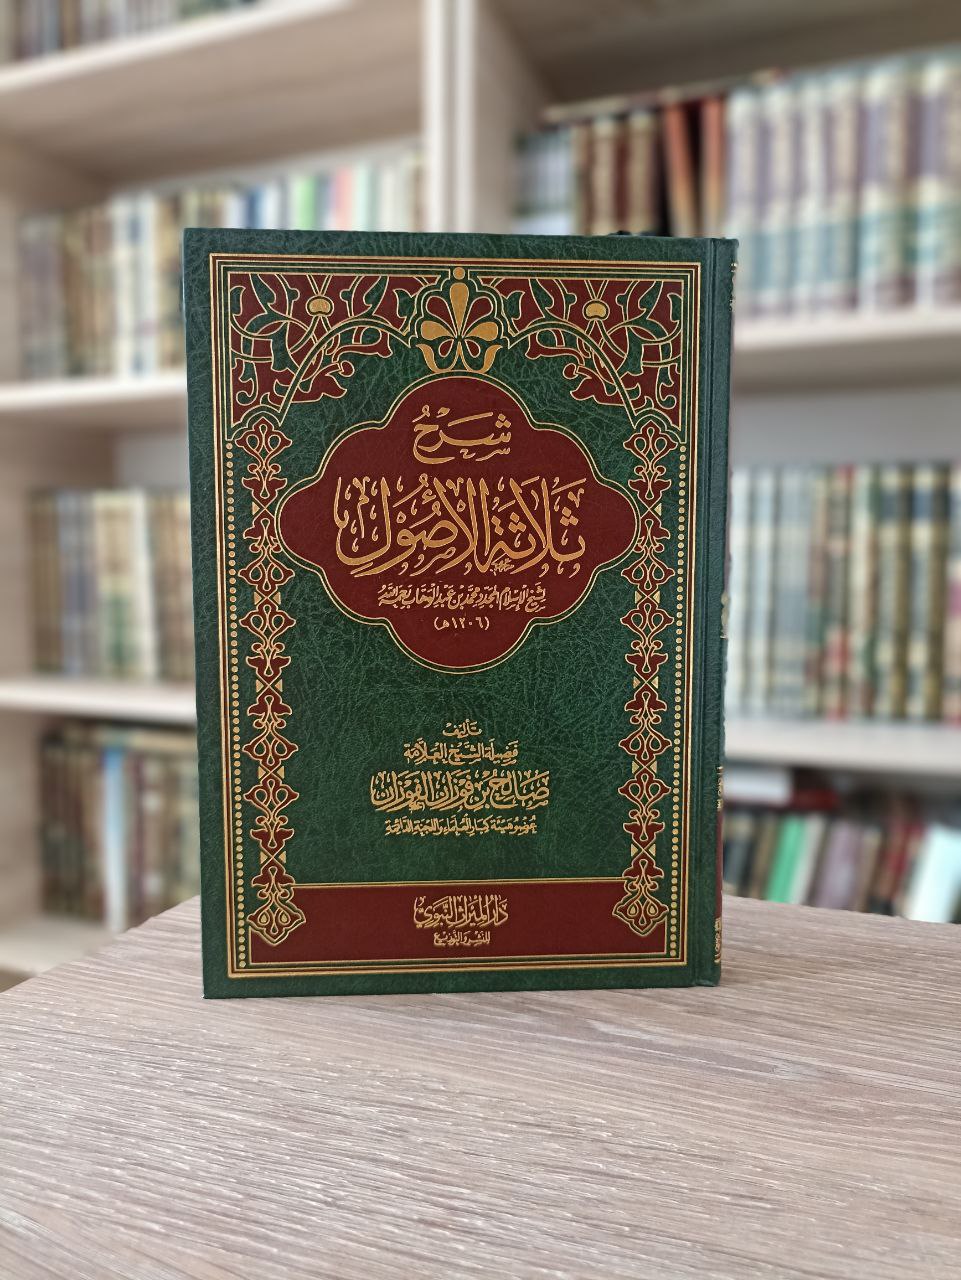 شرح
ثلاثة الأصول
لشيخ الإسلام المجدد محمد بن عبد الوهاب رحمه الله
(١٢٠٦هـ)
تأليف
فضيلة الشيخ العلامة
صالح بن فوزان الفوزان
عضو هيئة كبار العلماء واللجنة الدائمة
دار الميراث النبوي
للنشر والتوزيع